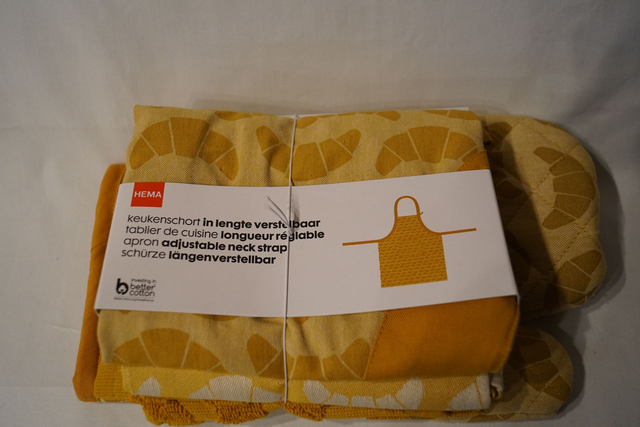 HEMA
keukenschort in lengte verstelbaar
tablier de cuisine longueur réglable
apron adjustable neck strap
schürze längenverstellbar
investing in
better
cotton